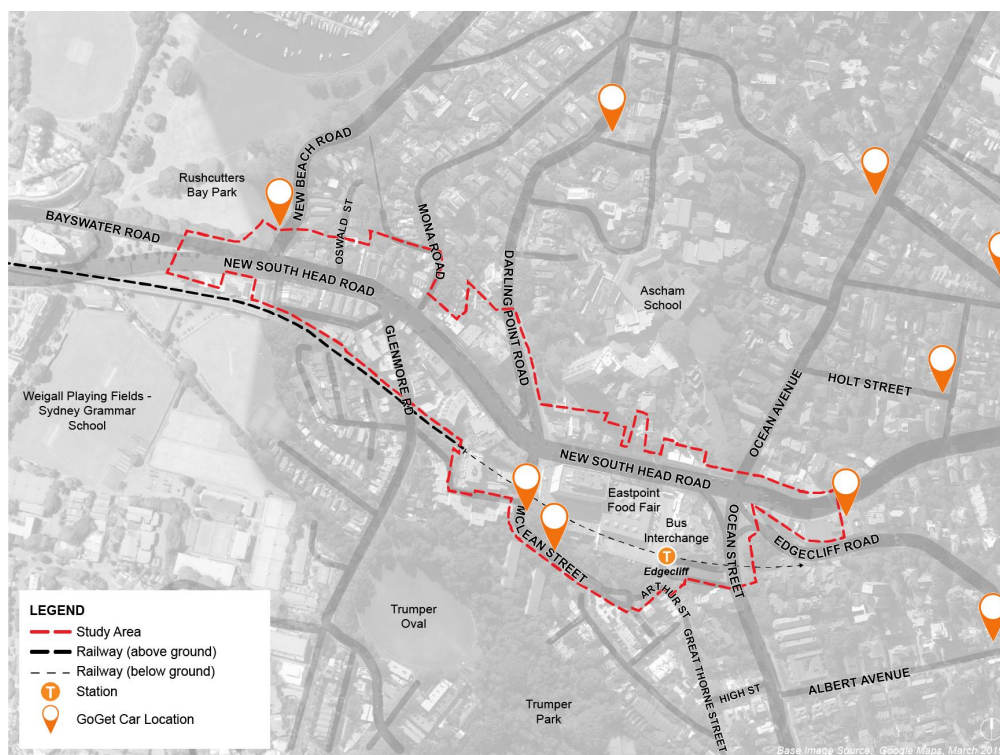 Rushcutters
Bay Park
NEW BEACH ROAD
BAYSWATER ROAD
OSWALD ST
MONA ROAD
NEW SOUTH HEAD ROAD
DARLING POINT ROAD
Ascham
School
GLENMORE RD
Weigall Playing Fields -
Sydney Grammar
School
HOLT STREET
OCEAN AVENUE
NEW SOUTH HEAD ROAD
Eastpoint
Food Fair
Bus
Interchange
MCLEAN STREET
OCEAN STREET
EDGECLIFF ROAD
T
Edgecliff
ARTHUR ST
Trumper
Oval
GREAT THORNE STREET
HIGH ST
ALBERT AVENUE
Trumper
Park
LEGEND
Study Area
Railway (above ground)
Railway (below ground)
T Station
GoGet Car Location
Base Image Source: Google Maps, March